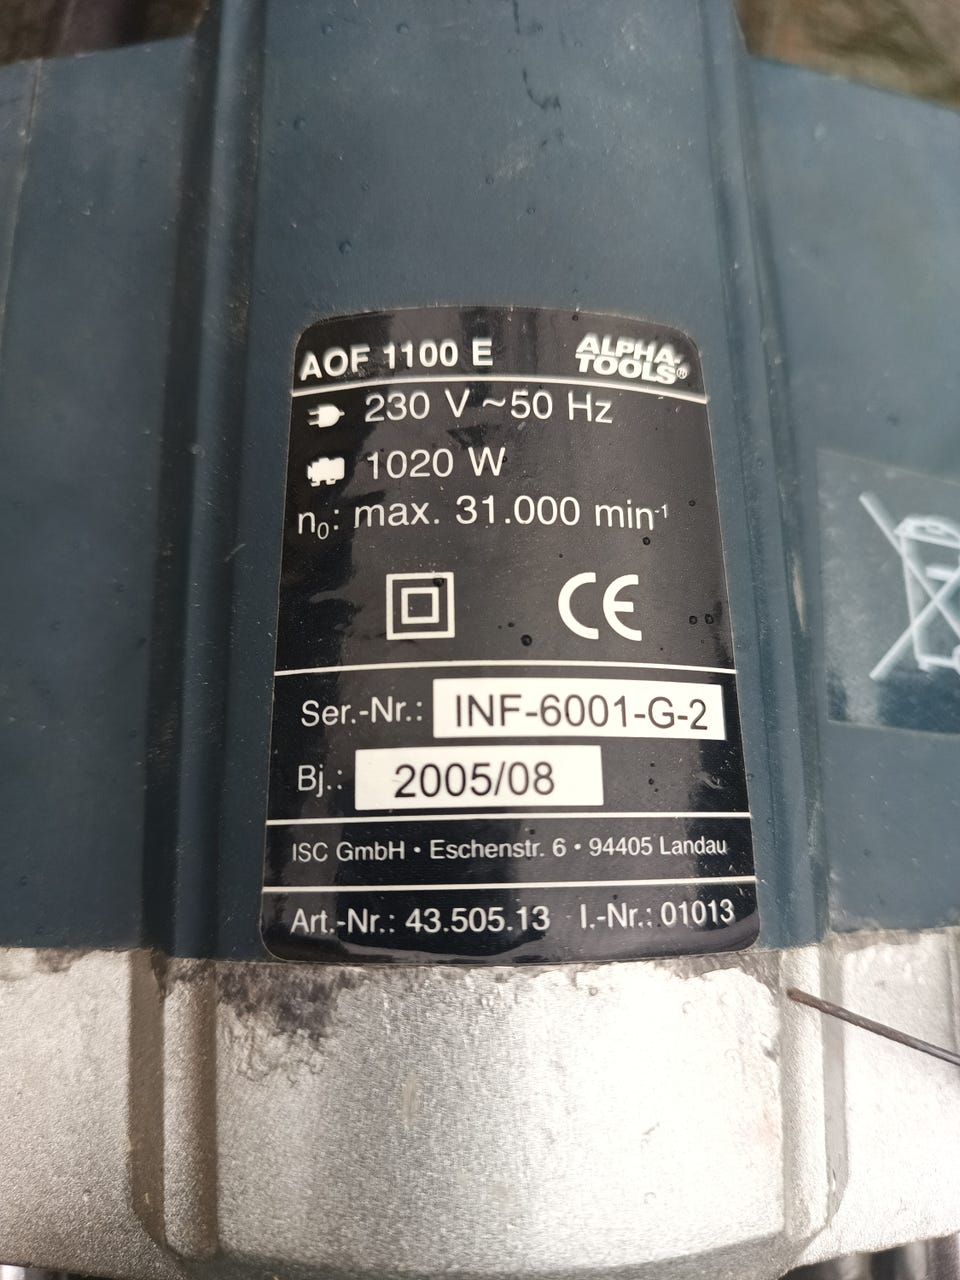 AOF 1100 E
ALPHA-
TOOLS®
230 V ~50 Hz
1020 W
n₀: max. 31.000 min⁻¹
CE
Ser.-Nr.: INF-6001-G-2
Bj.: 2005/08
ISC GmbH • Eschenstr. 6 • 94405 Landau
Art.-Nr.: 43.505.13 I.-Nr.: 01013